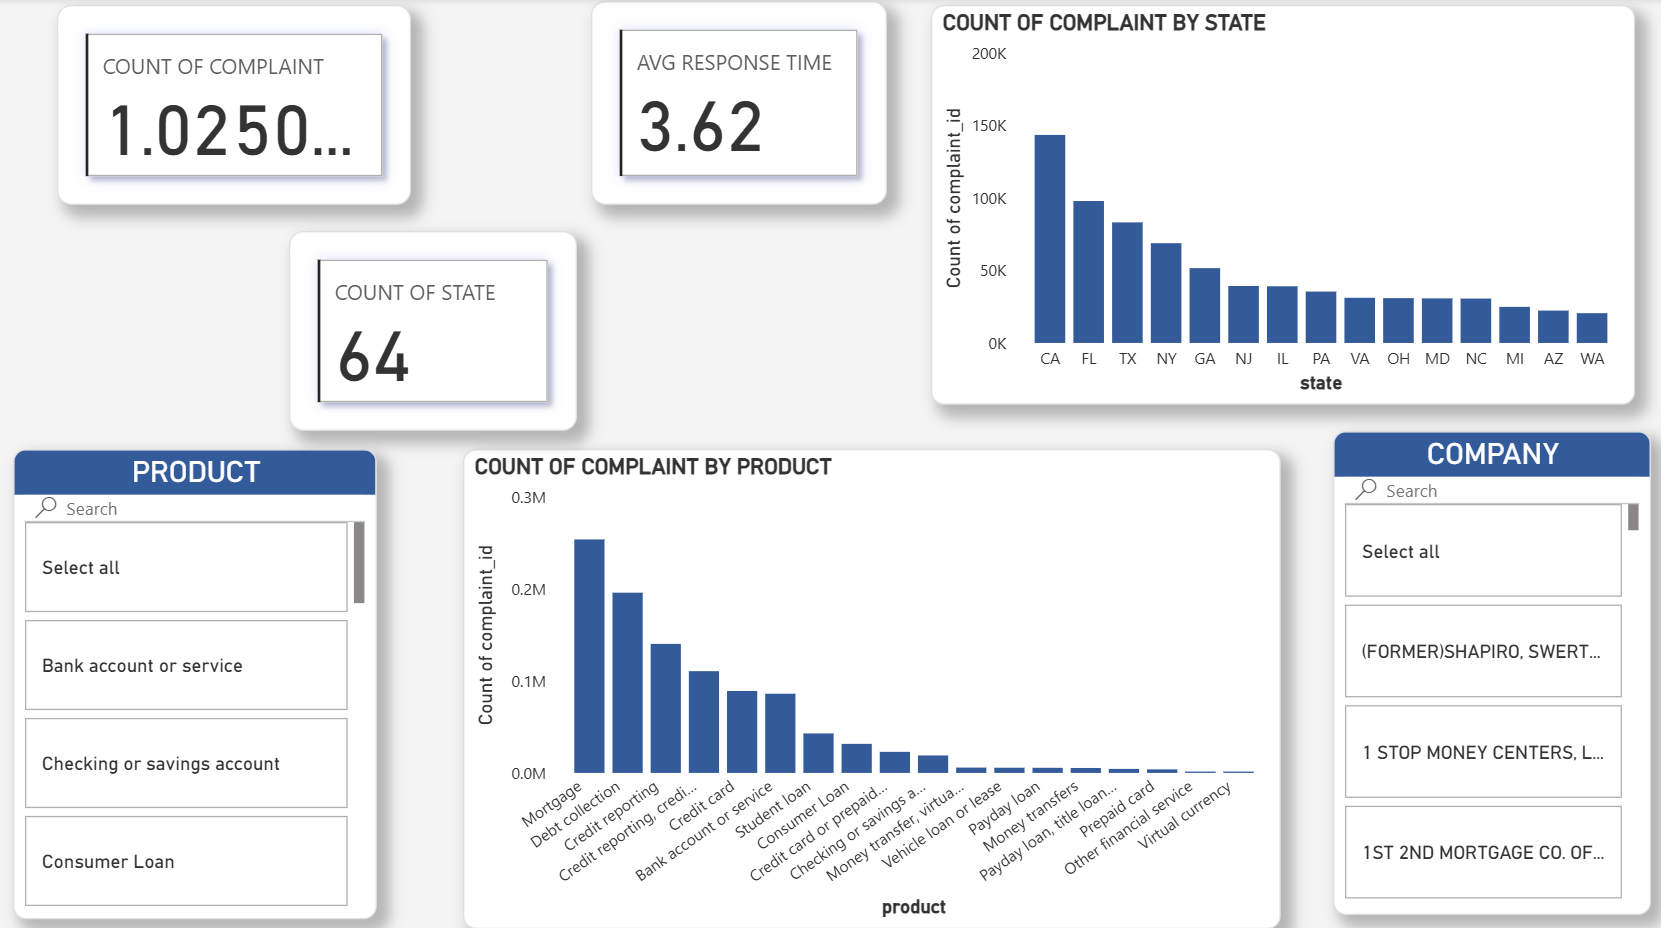 COUNT OF COMPLAINT
1.0250...
AVG RESPONSE TIME
3.62
COUNT OF STATE
64
COUNT OF COMPLAINT BY STATE
Count of complaint_id
200K
150K
100K
50K
0K
CA FL TX NY GA NJ IL PA VA OH MD NC MI AZ WA
state
PRODUCT
Search
Select all
Bank account or service
Checking or savings account
Consumer Loan
COUNT OF COMPLAINT BY PRODUCT
Count of complaint_id
0.3M
0.2M
0.1M
0.0M
Mortgage
Debt collection
Credit reporting
Credit reporting, credi...
Credit card
Bank account or service
Student loan
Consumer Loan
Credit card or prepaid...
Checking or savings a...
Money transfer, virtua...
Vehicle loan or lease
Payday loan
Money transfers
Payday loan, title loan...
Prepaid card
Other financial service
Virtual currency
product
COMPANY
Search
Select all
(FORMER)SHAPIRO, SWERT...
1 STOP MONEY CENTERS, L...
1ST 2ND MORTGAGE CO. OF...